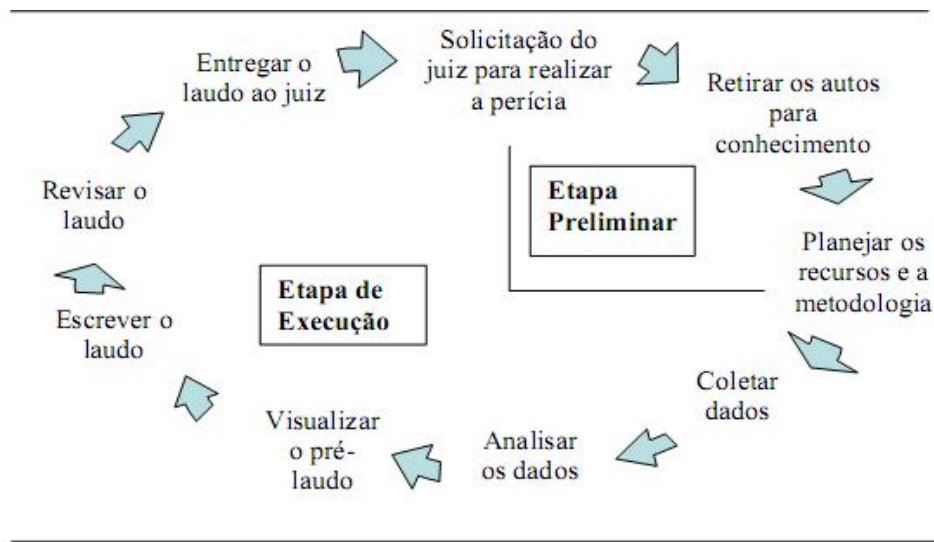 Solicitação do
juiz para realizar
a perícia
Retirar os autos
para
conhecimento
Planejar os
recursos e a
metodologia
Coletar
dados
Analisar
os dados
Visualizar
o pré-
laudo
Escrever o
laudo
Revisar o
laudo
Entregar o
laudo ao juiz
Etapa
Preliminar
Etapa de
Execução